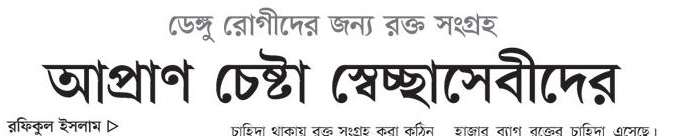 ডেঙ্গু রোগীদের জন্য রক্ত সংগ্রহ
আপ্রাণ চেষ্টা স্বেচ্ছাসেবীদের
রফিকুল ইসলাম ▷
চাহিদা থাকায় রক্ত সংগ্রহ করা কঠিন
হাজার ব্যাগ রক্তের চাহিদা এসেছে।